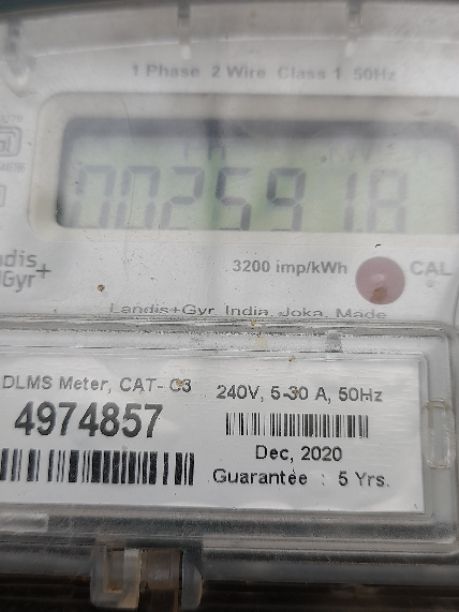 1 Phase 2 Wire Class 1 50Hz
002591.8
ndis
Gyr+
3200 imp/kWh
CAL
Landis+Gyr, India, Joka, Made
DLMS Meter, CAT- C3
240V, 5-30 A, 50Hz
4974857
Dec, 2020
Guarantee : 5 Yrs.